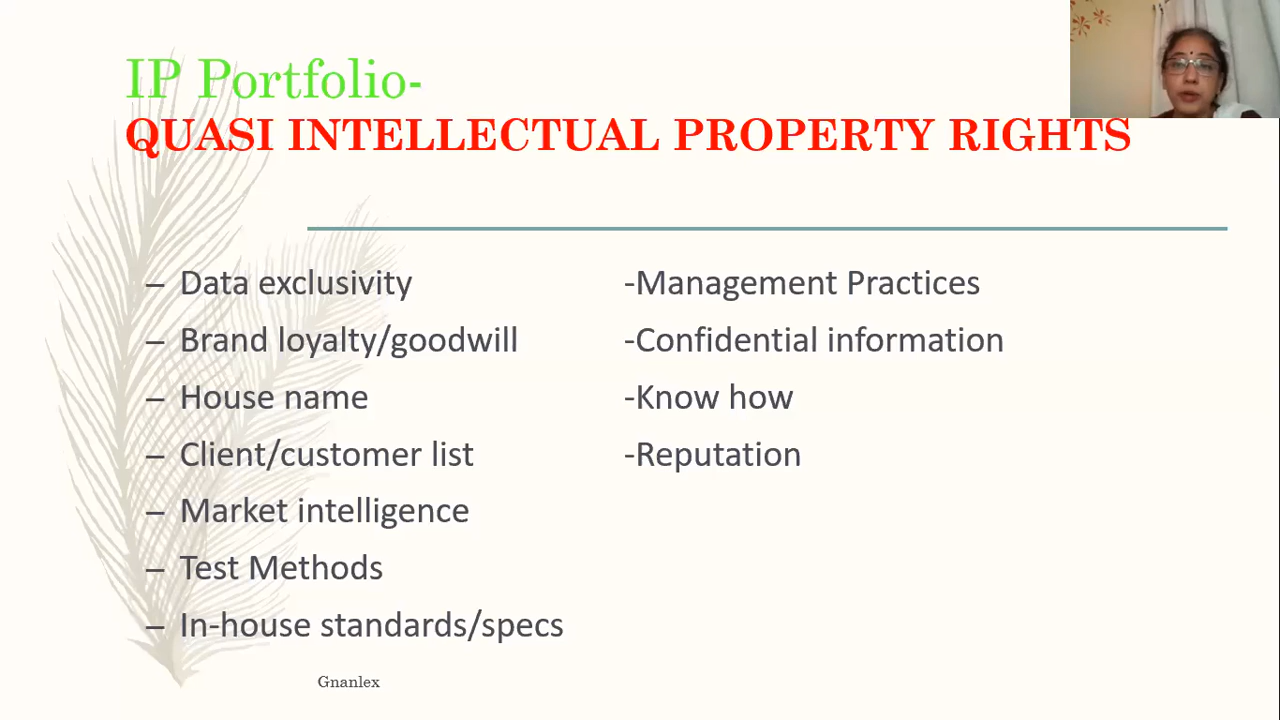 IP Portfolio-
QUASI INTELLECTUAL PROPERTY RIGHTS
– Data exclusivity
– Brand loyalty/goodwill
– House name
– Client/customer list
– Market intelligence
– Test Methods
– In-house standards/specs
-Management Practices
-Confidential information
-Know how
-Reputation
Gnanlex